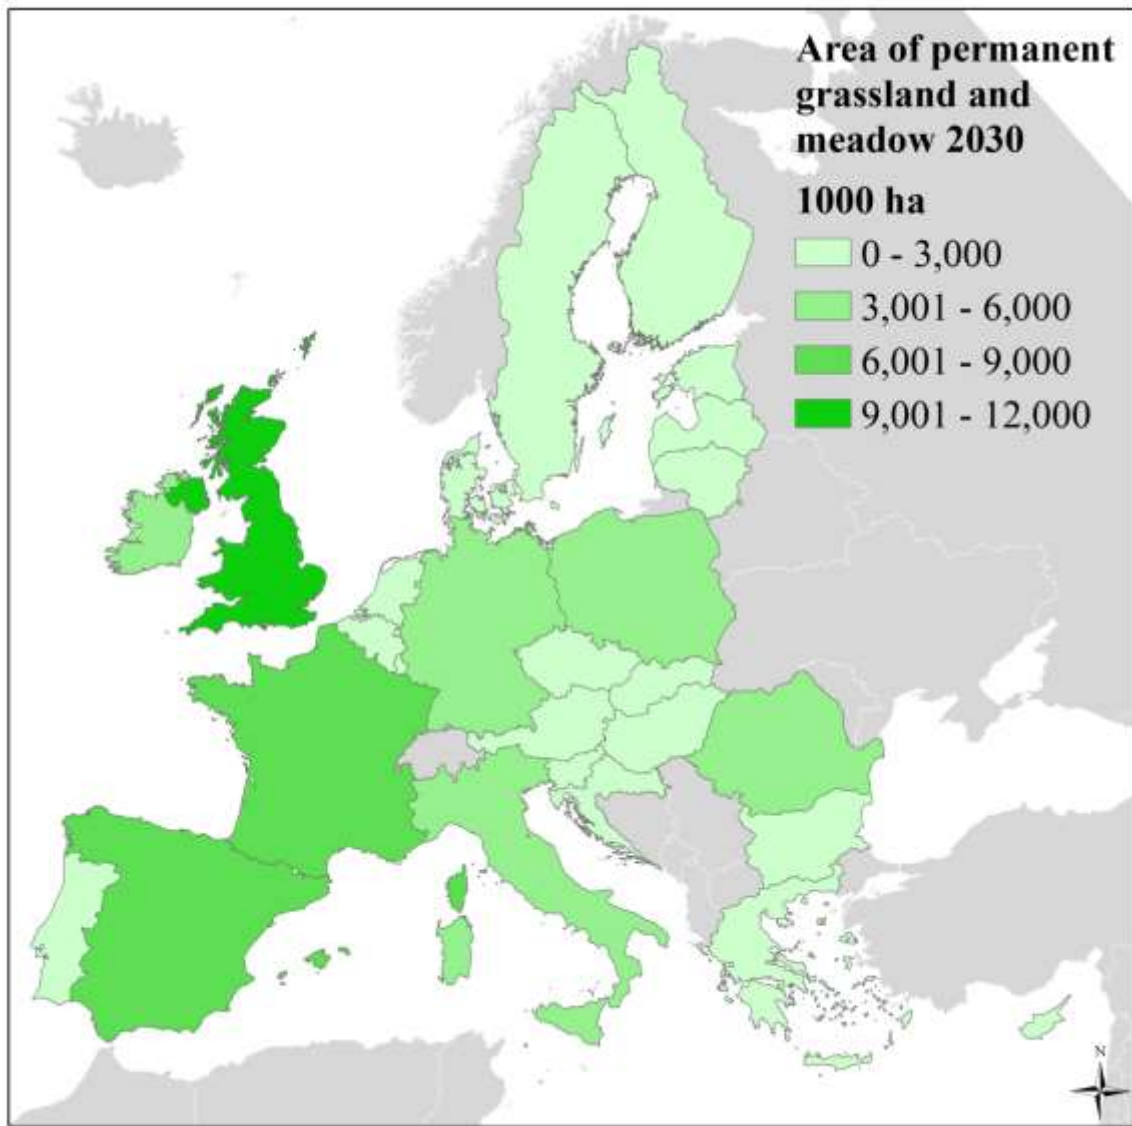 Area of permanent
grassland and
meadow 2030
1000 ha
0 - 3,000
3,001 - 6,000
6,001 - 9,000
9,001 - 12,000
N